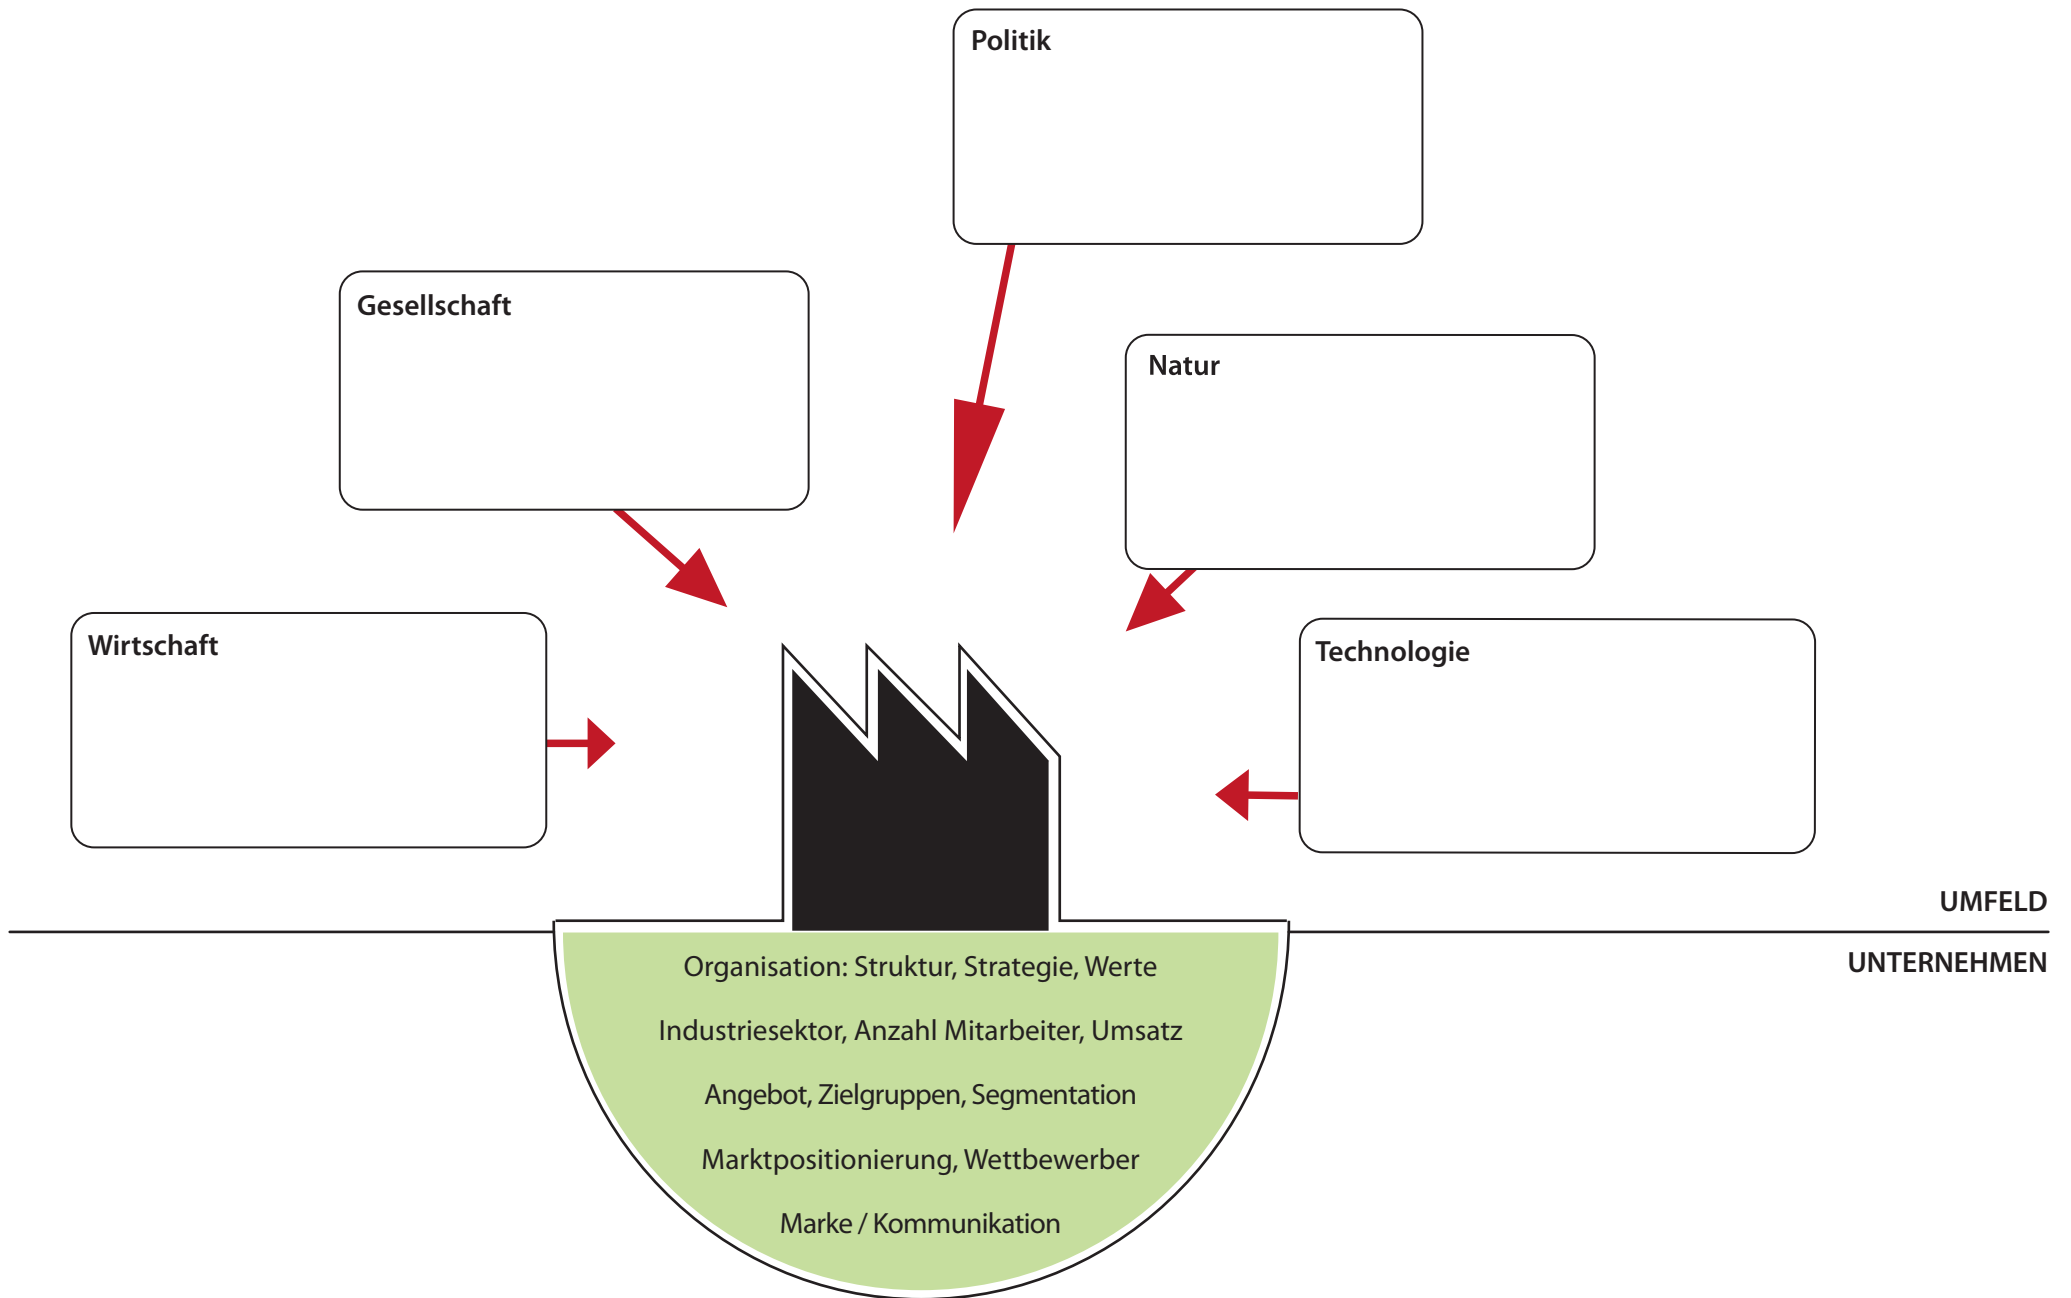 Politik
Gesellschaft
Natur
Wirtschaft
Technologie
UMFELD
UNTERNEHMEN
Organisation: Struktur, Strategie, Werte
Industriesektor, Anzahl Mitarbeiter, Umsatz
Angebot, Zielgruppen, Segmentation
Marktpositionierung, Wettbewerber
Marke / Kommunikation